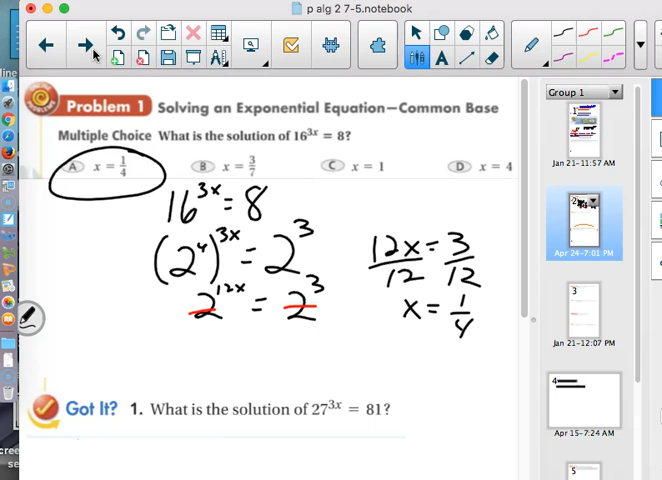 p alg 2 7-5.notebook
Group 1
Problem 1 Solving an Exponential Equation—Common Base
Multiple Choice What is the solution of 16^{3x} = 8?
A x = 1/4 B x = 3/7 C x = 1 D x = 4
16^{3x} = 8
(2^4)^{3x} = 2^3
2^{12x} = 2^3
12x = 3
12 12
x = 1/4
Got It? 1. What is the solution of 27^{3x} = 81?
Jan 21-11:57 AM
Apr 24-7:01 PM
3
Jan 21-12:07 PM
4
Apr 15-7:24 AM
5
line
scree
se